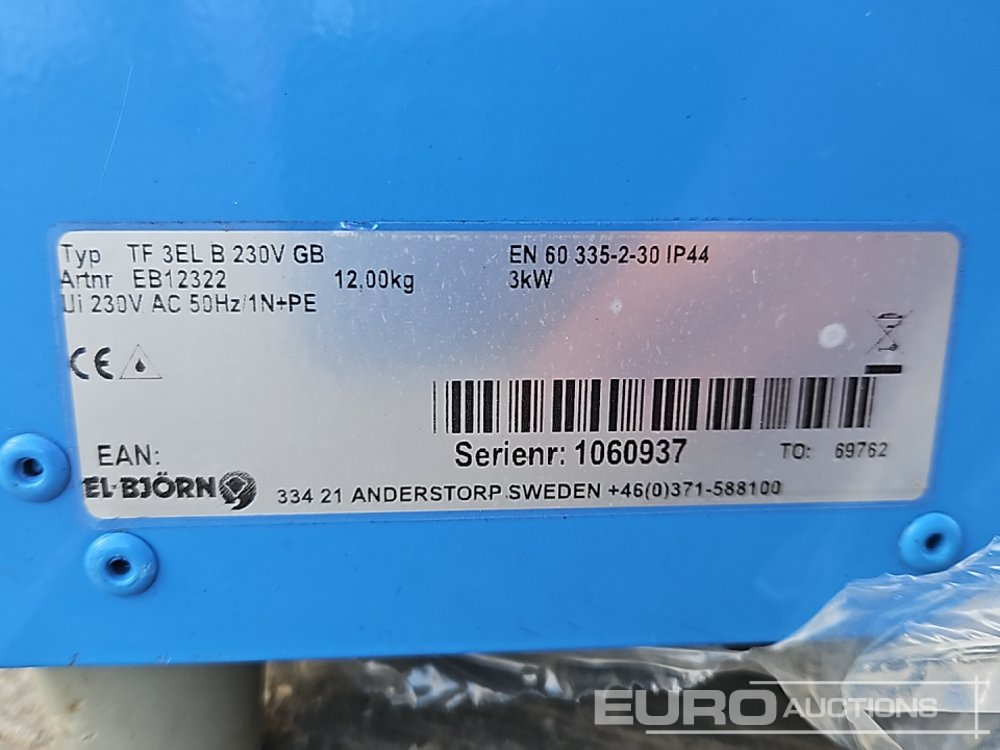 Typ TF 3EL B 230V GB EN 60 335-2-30 IP44
Artnr EB12322 12,00kg 3kW
Ui 230V AC 50Hz/1N+PE
CE
Serienr: 1060937 TO: 69762
EAN:
EL-BJÖRN 334 21 ANDERSTORP SWEDEN +46(0)371-588100
EURO AUCTIONS